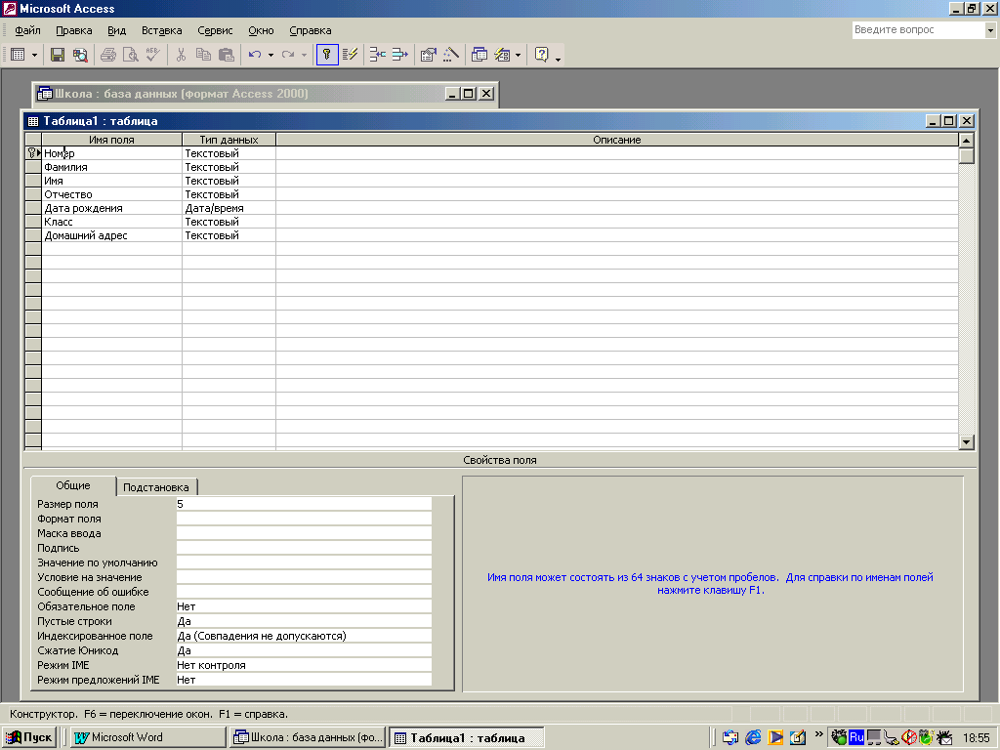 Microsoft Access
Файл Правка Вид Вставка Сервис Окно Справка Введите вопрос
Школа : база данных (формат Access 2000)
Таблица1 : таблица
Имя поля Тип данных Описание
Номер Текстовый
Фамилия Текстовый
Имя Текстовый
Отчество Текстовый
Дата рождения Дата/время
Класс Текстовый
Домашний адрес Текстовый
Свойства поля
Общие Подстановка
Размер поля 5
Формат поля
Маска ввода
Подпись
Значение по умолчанию
Условие на значение
Сообщение об ошибке
Обязательное поле Нет
Пустые строки Да
Индексированное поле Да (Совпадения не допускаются)
Сжатие Юникод Да
Режим IME Нет контроля
Режим предложений IME Нет
Имя поля может состоять из 64 знаков с учетом пробелов. Для справки по именам полей
нажмите клавишу F1.
Конструктор. F6 = переключение окон. F1 = справка.
Пуск Microsoft Word Школа : база данных (фо... Таблица1 : таблица » Ru 18:55